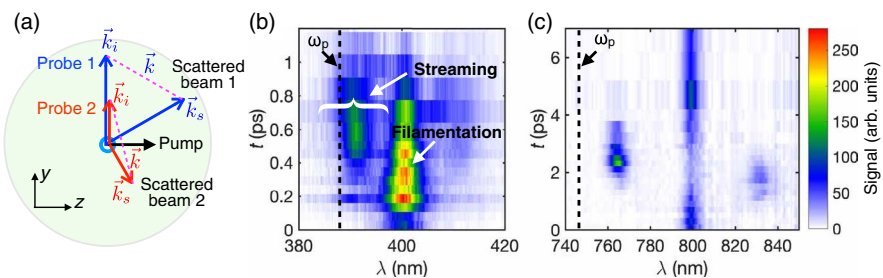 (a)
Probe 1
k⃗i
k⃗
Scattered
beam 1
k⃗s
Probe 2
k⃗i
Pump
k⃗
k⃗s
Scattered
beam 2
y
z
(b)
ωp
Streaming
Filamentation
t (ps)
1
0.8
0.6
0.4
0.2
0
380
400
420
λ (nm)
(c)
ωp
t (ps)
6
4
2
0
740
760
780
800
820
840
λ (nm)
250
200
150
100
50
0
Signal (arb. units)